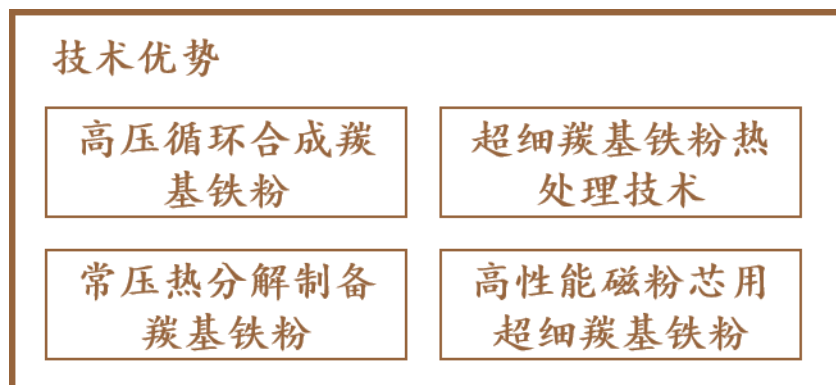 技术优势
高压循环合成羰
基铁粉
超细羰基铁粉热
处理技术
常压热分解制备
羰基铁粉
高性能磁粉芯用
超细羰基铁粉